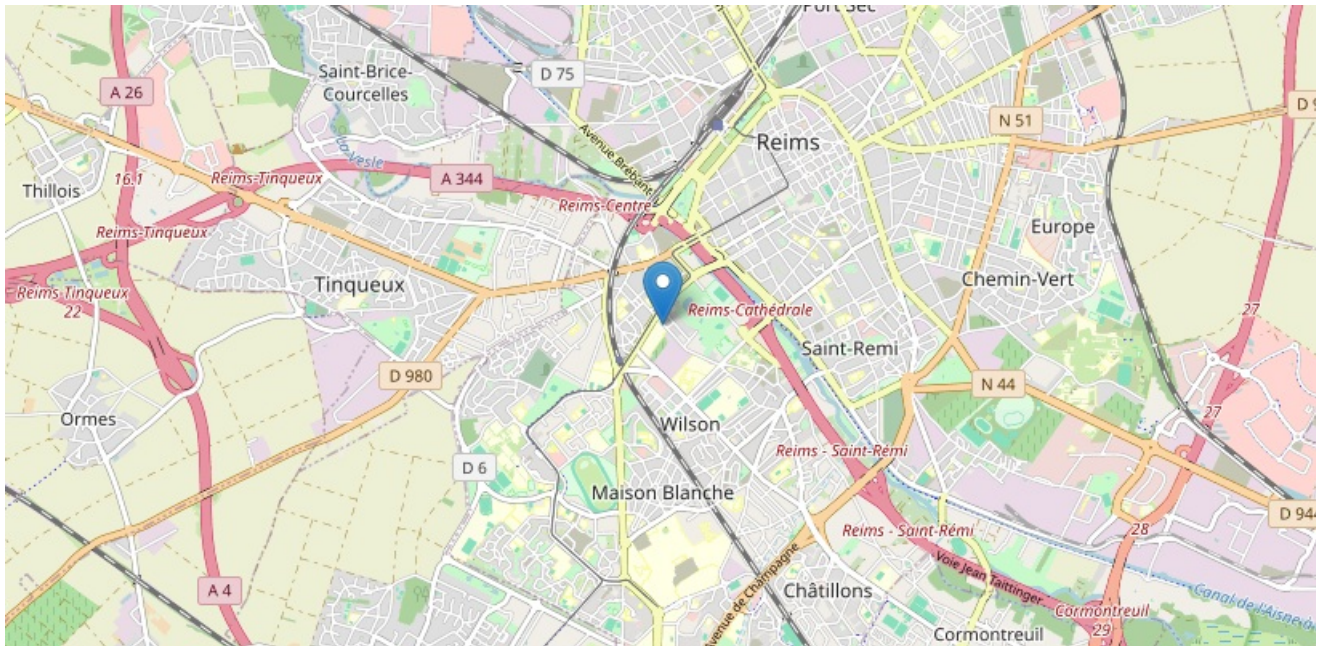 Port Sec
D 75
Saint-Brice-
Courcelles
A 26
D 9
N 51
Reims
Avenue Brébant
La Vesle
Thillois
16.1
Reims-Tinqueux
A 344
Reims-Centre
Reims-Tinqueux
Europe
Tinqueux
Chemin-Vert
Reims-Tinqueux
22
Reims-Cathédrale
27
Saint-Remi
D 980
N 44
Ormes
27
Wilson
Reims - Saint-Rémi
D 6
Maison Blanche
D 944
Reims - Saint-Rémi
28
Voie Jean Taittinger
A 4
Avenue de Champagne
Châtillons
Canal de l'Aisne
Cormontreuil
29
Cormontreuil